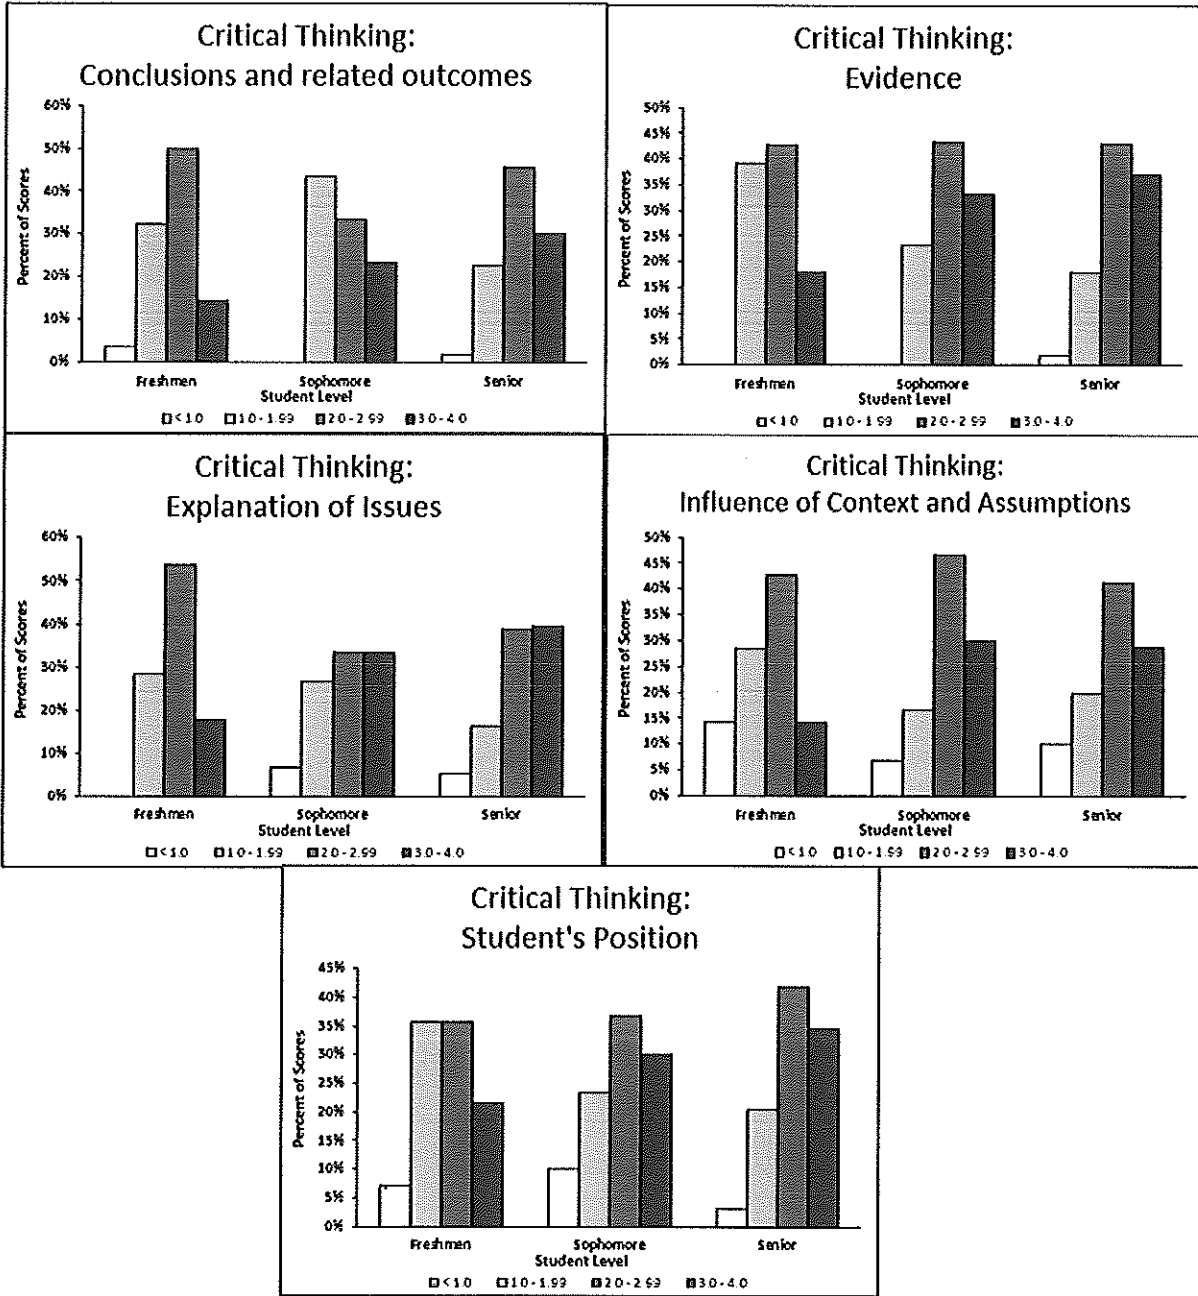 Critical Thinking:
Conclusions and related outcomes
60%
50%
40%
30%
20%
10%
0%
Percent of Scores
Freshmen Sophomore Senior
Student Level
<1.0 1.0-1.99 2.0-2.99 3.0-4.0
Critical Thinking:
Evidence
50%
45%
40%
35%
30%
25%
20%
15%
10%
5%
0%
Percent of Scores
Freshmen Sophomore Senior
Student Level
<1.0 1.0-1.99 2.0-2.99 3.0-4.0
Critical Thinking:
Explanation of Issues
60%
50%
40%
30%
20%
10%
0%
Percent of Scores
Freshmen Sophomore Senior
Student Level
<1.0 1.0-1.99 2.0-2.99 3.0-4.0
Critical Thinking:
Influence of Context and Assumptions
50%
45%
40%
35%
30%
25%
20%
15%
10%
5%
0%
Percent of Scores
Freshmen Sophomore Senior
Student Level
<1.0 1.0-1.99 2.0-2.99 3.0-4.0
Critical Thinking:
Student's Position
45%
40%
35%
30%
25%
20%
15%
10%
5%
0%
Percent of Scores
Freshmen Sophomore Senior
Student Level
<1.0 1.0-1.99 2.0-2.99 3.0-4.0